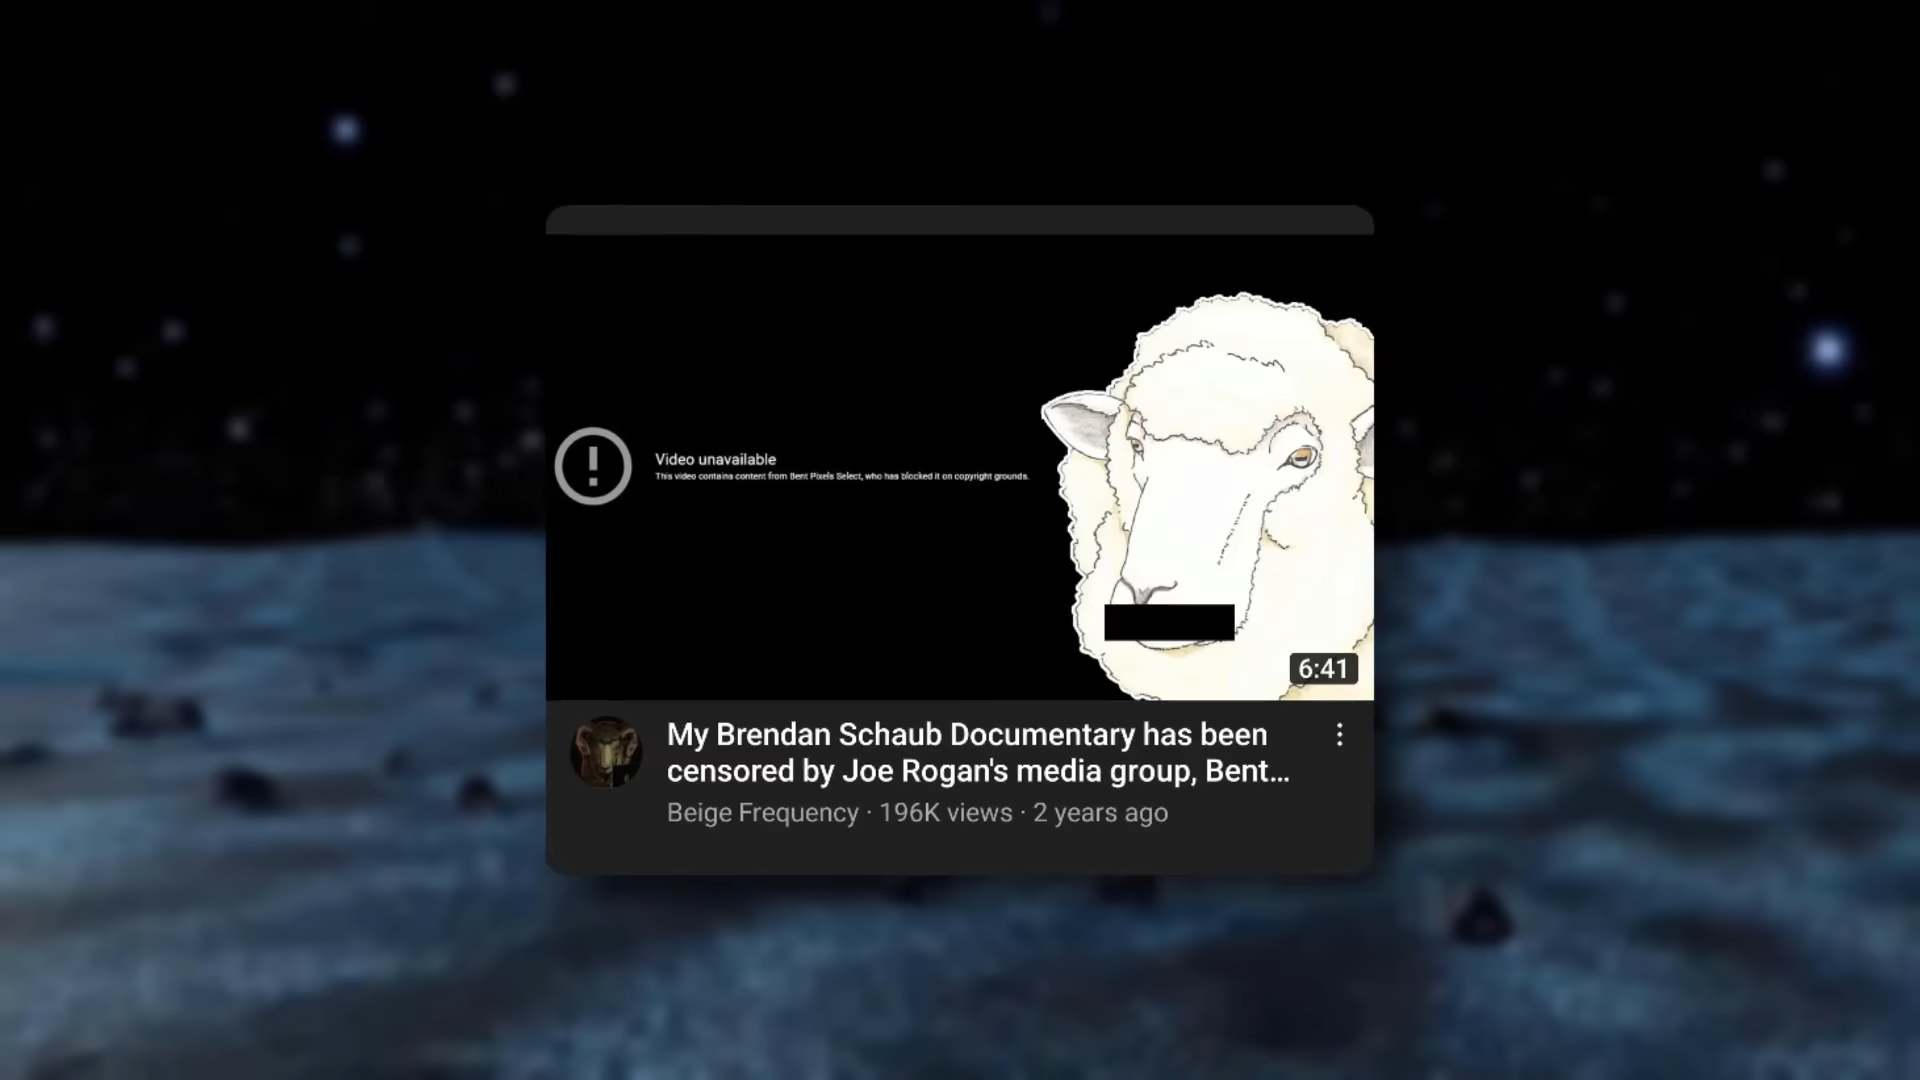 Video unavailable
This video contains content from Bent Pixels Select, who has blocked it on copyright grounds.
6:41
My Brendan Schaub Documentary has been
censored by Joe Rogan's media group, Bent...
Beige Frequency · 196K views · 2 years ago